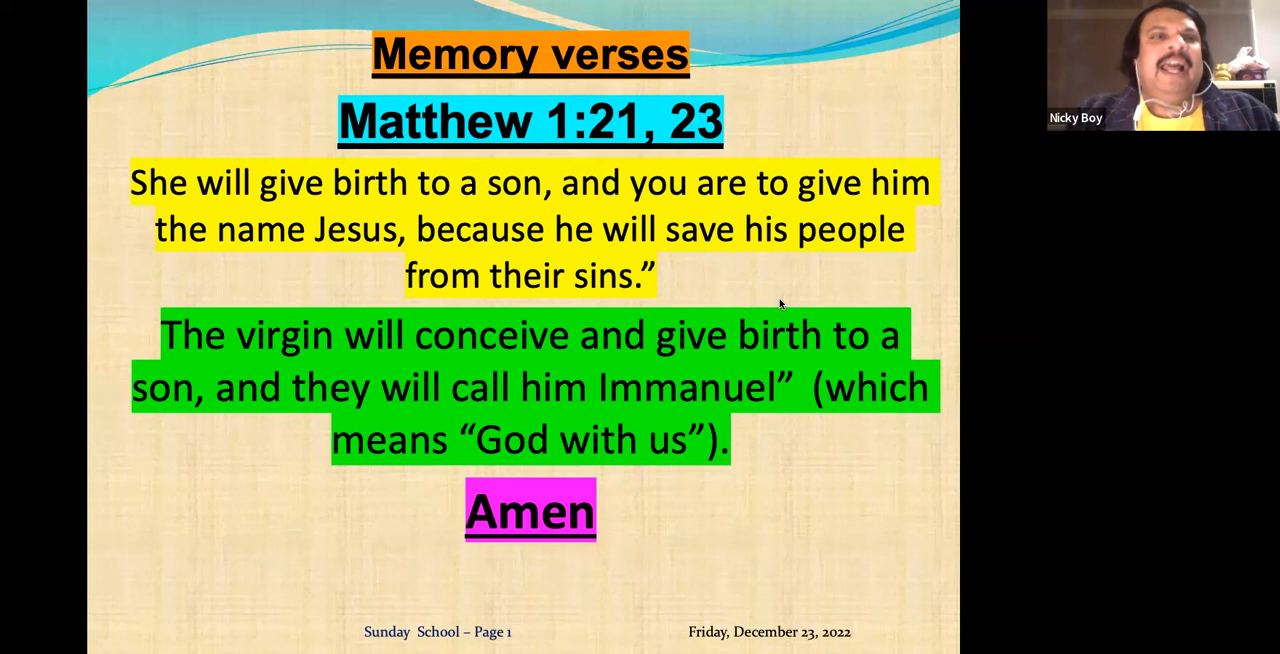 Memory verses
Matthew 1:21, 23
She will give birth to a son, and you are to give him
the name Jesus, because he will save his people
from their sins.”
The virgin will conceive and give birth to a
son, and they will call him Immanuel”  (which
means “God with us”).
Amen
Sunday  School – Page 1
Friday, December 23, 2022
Nicky Boy